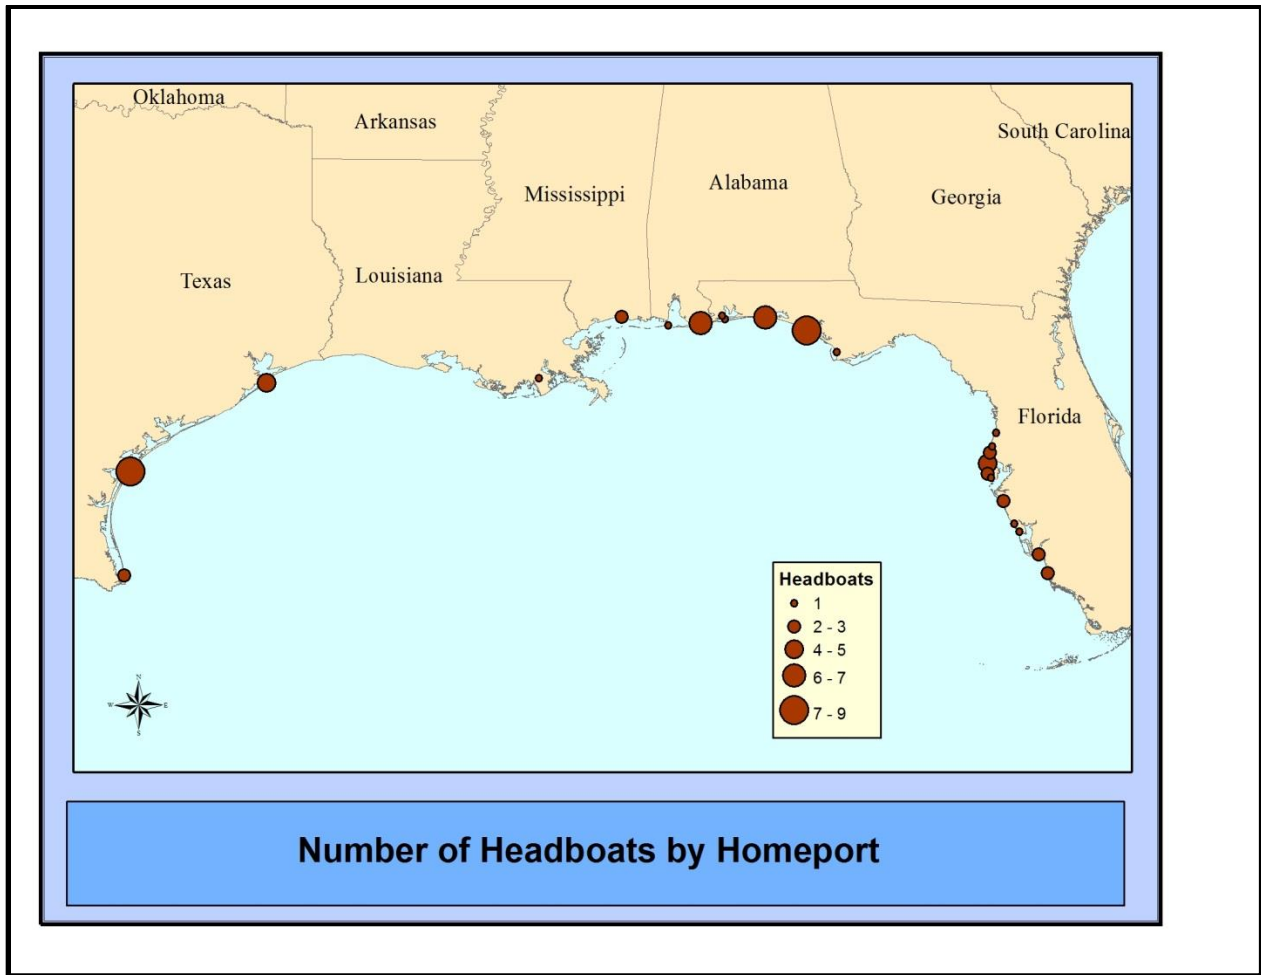 Oklahoma
Arkansas
South Carolina
Mississippi
Alabama
Georgia
Texas
Louisiana
Florida
Headboats
1
2 - 3
4 - 5
6 - 7
7 - 9
N
W
E
S
Number of Headboats by Homeport